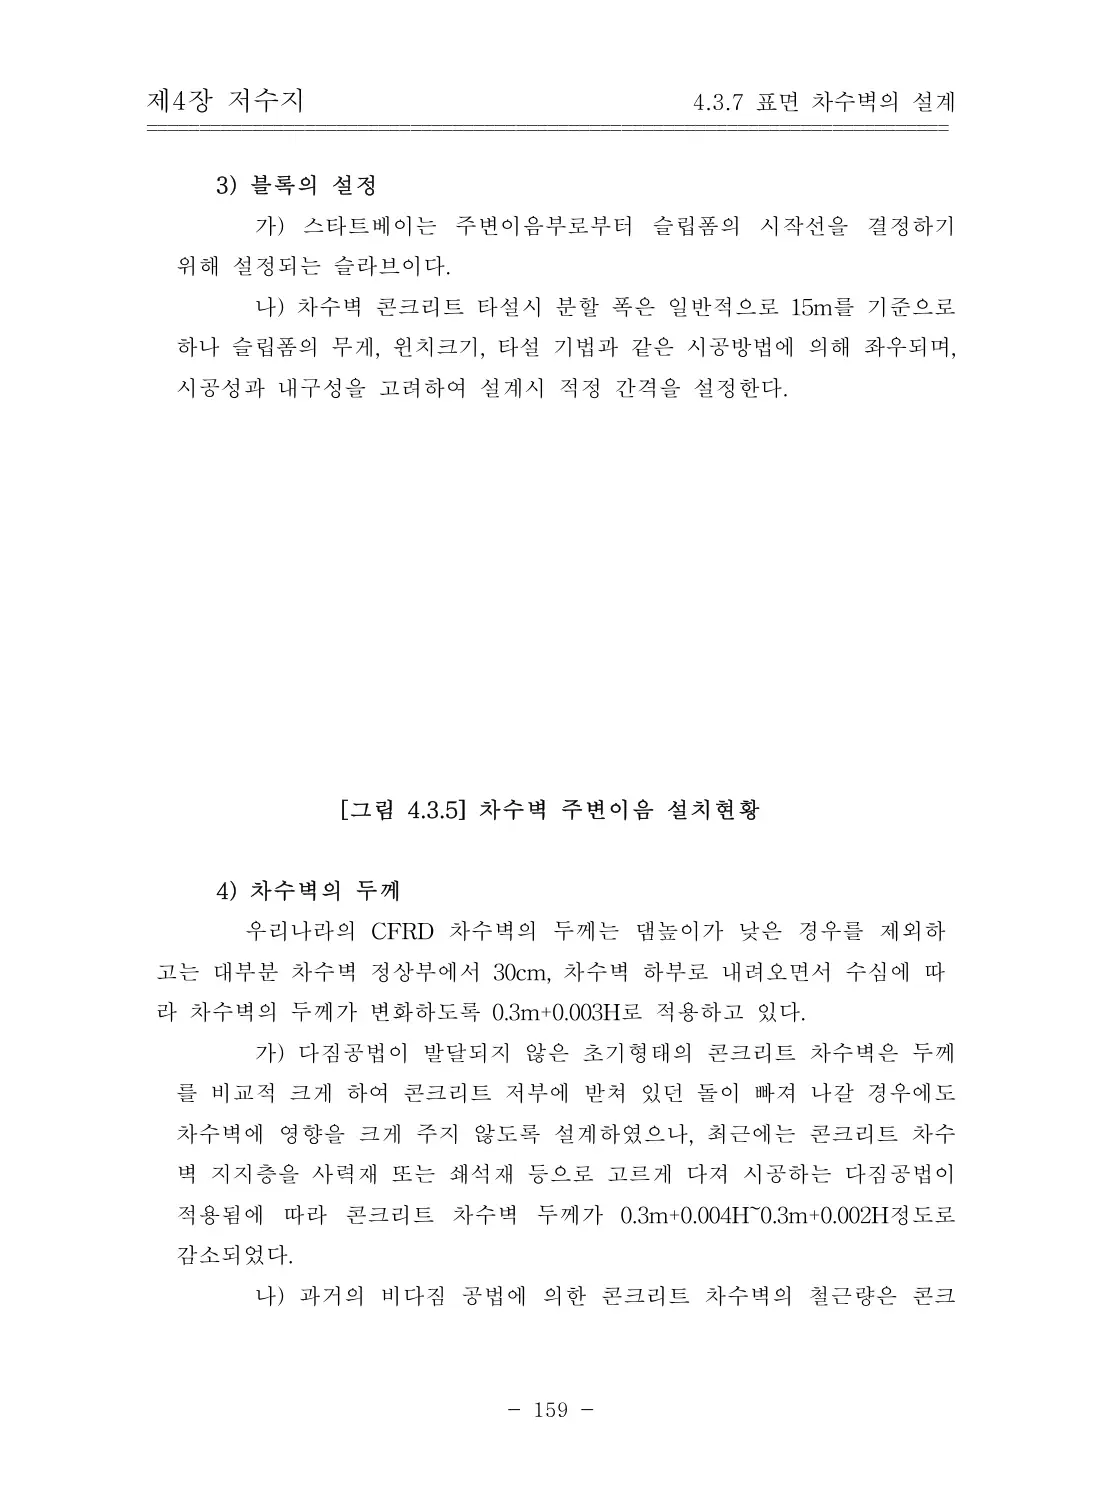 제4장 저수지
4.3.7 표면 차수벽의 설계
3) 블록의 설정
가) 스타트베이는 주변이음부로부터 슬립폼의 시작선을 결정하기
위해 설정되는 슬라브이다.
나) 차수벽 콘크리트 타설시 분할 폭은 일반적으로 15m를 기준으로
하나 슬립폼의 무게, 윈치크기, 타설 기법과 같은 시공방법에 의해 좌우되며,
시공성과 내구성을 고려하여 설계시 적정 간격을 설정한다.
[그림 4.3.5] 차수벽 주변이음 설치현황
4) 차수벽의 두께
우리나라의 CFRD 차수벽의 두께는 댐높이가 낮은 경우를 제외하
고는 대부분 차수벽 정상부에서 30cm, 차수벽 하부로 내려오면서 수심에 따
라 차수벽의 두께가 변화하도록 0.3m+0.003H로 적용하고 있다.
가) 다짐공법이 발달되지 않은 초기형태의 콘크리트 차수벽은 두께
를 비교적 크게 하여 콘크리트 저부에 받쳐 있던 돌이 빠져 나갈 경우에도
차수벽에 영향을 크게 주지 않도록 설계하였으나, 최근에는 콘크리트 차수
벽 지지층을 사력재 또는 쇄석재 등으로 고르게 다져 시공하는 다짐공법이
적용됨에 따라 콘크리트 차수벽 두께가 0.3m+0.004H~0.3m+0.002H정도로
감소되었다.
나) 과거의 비다짐 공법에 의한 콘크리트 차수벽의 철근량은 콘크
- 159 -